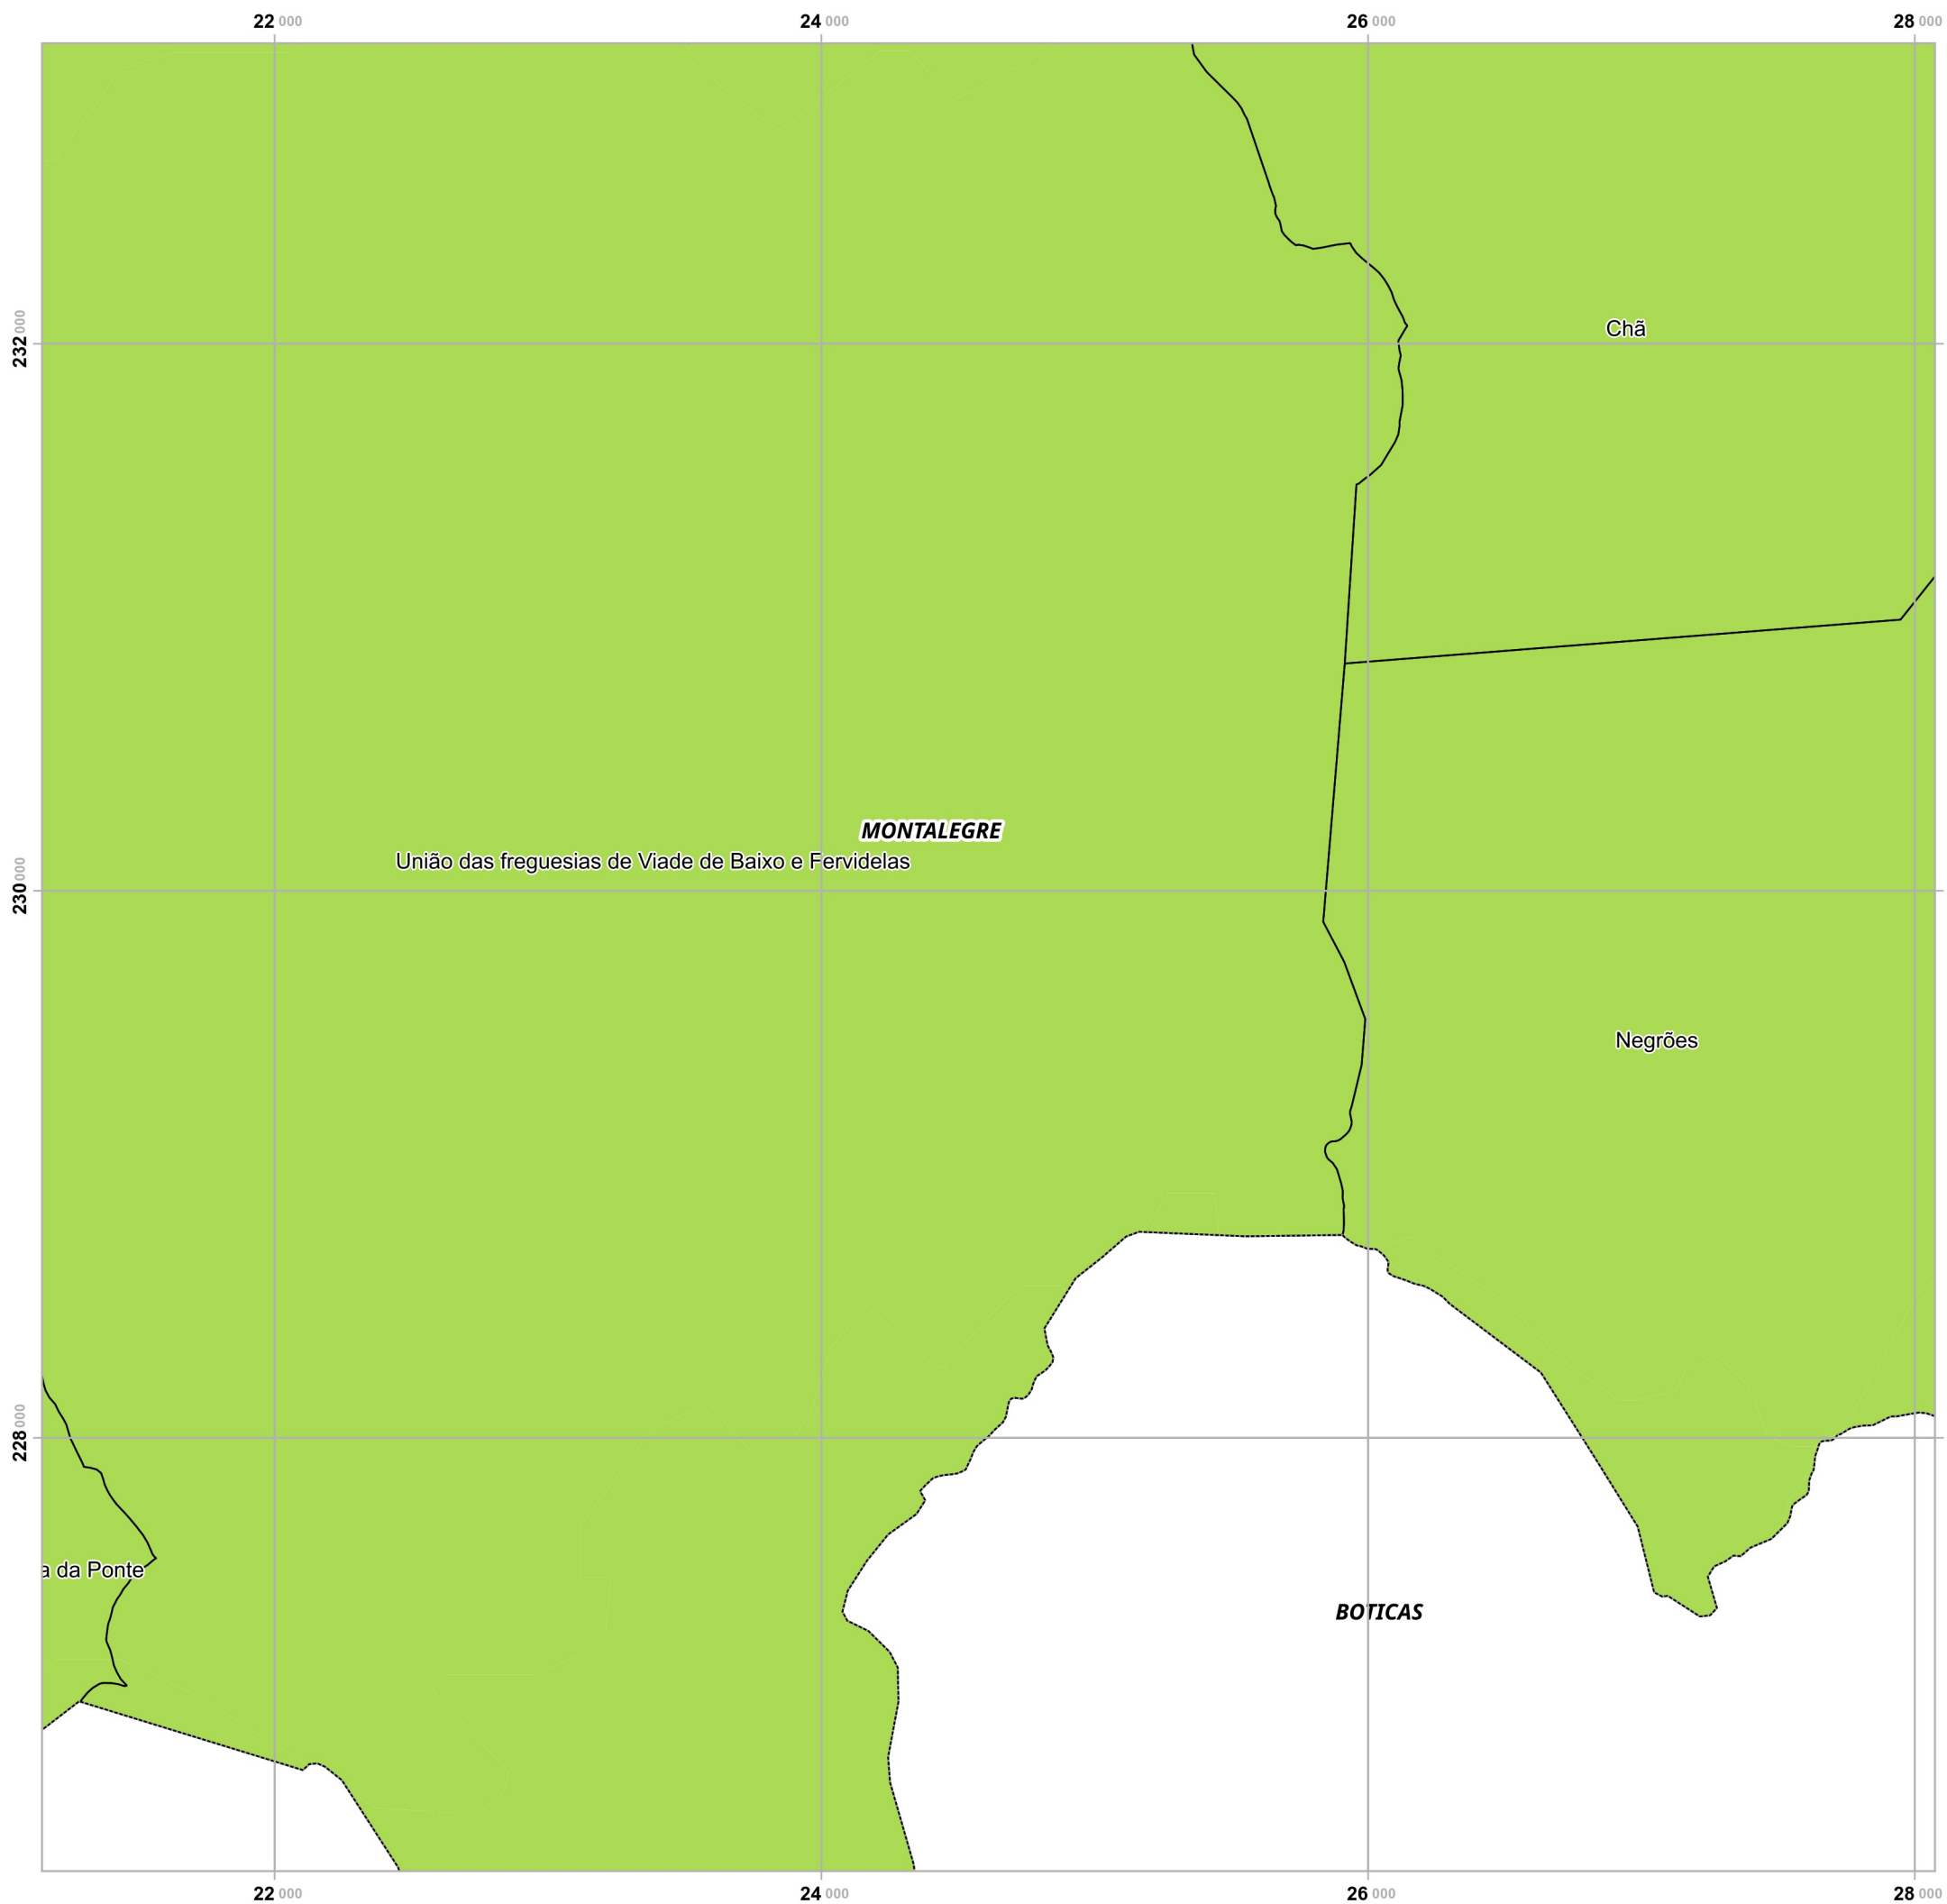 22 000 24 000 26 000 28 000
232 000
Chã
MONTALEGRE
União das freguesias de Viade de Baixo e Fervidelas
230 000
Negrões
228 000
a da Ponte
BOTICAS
22 000 24 000 26 000 28 000